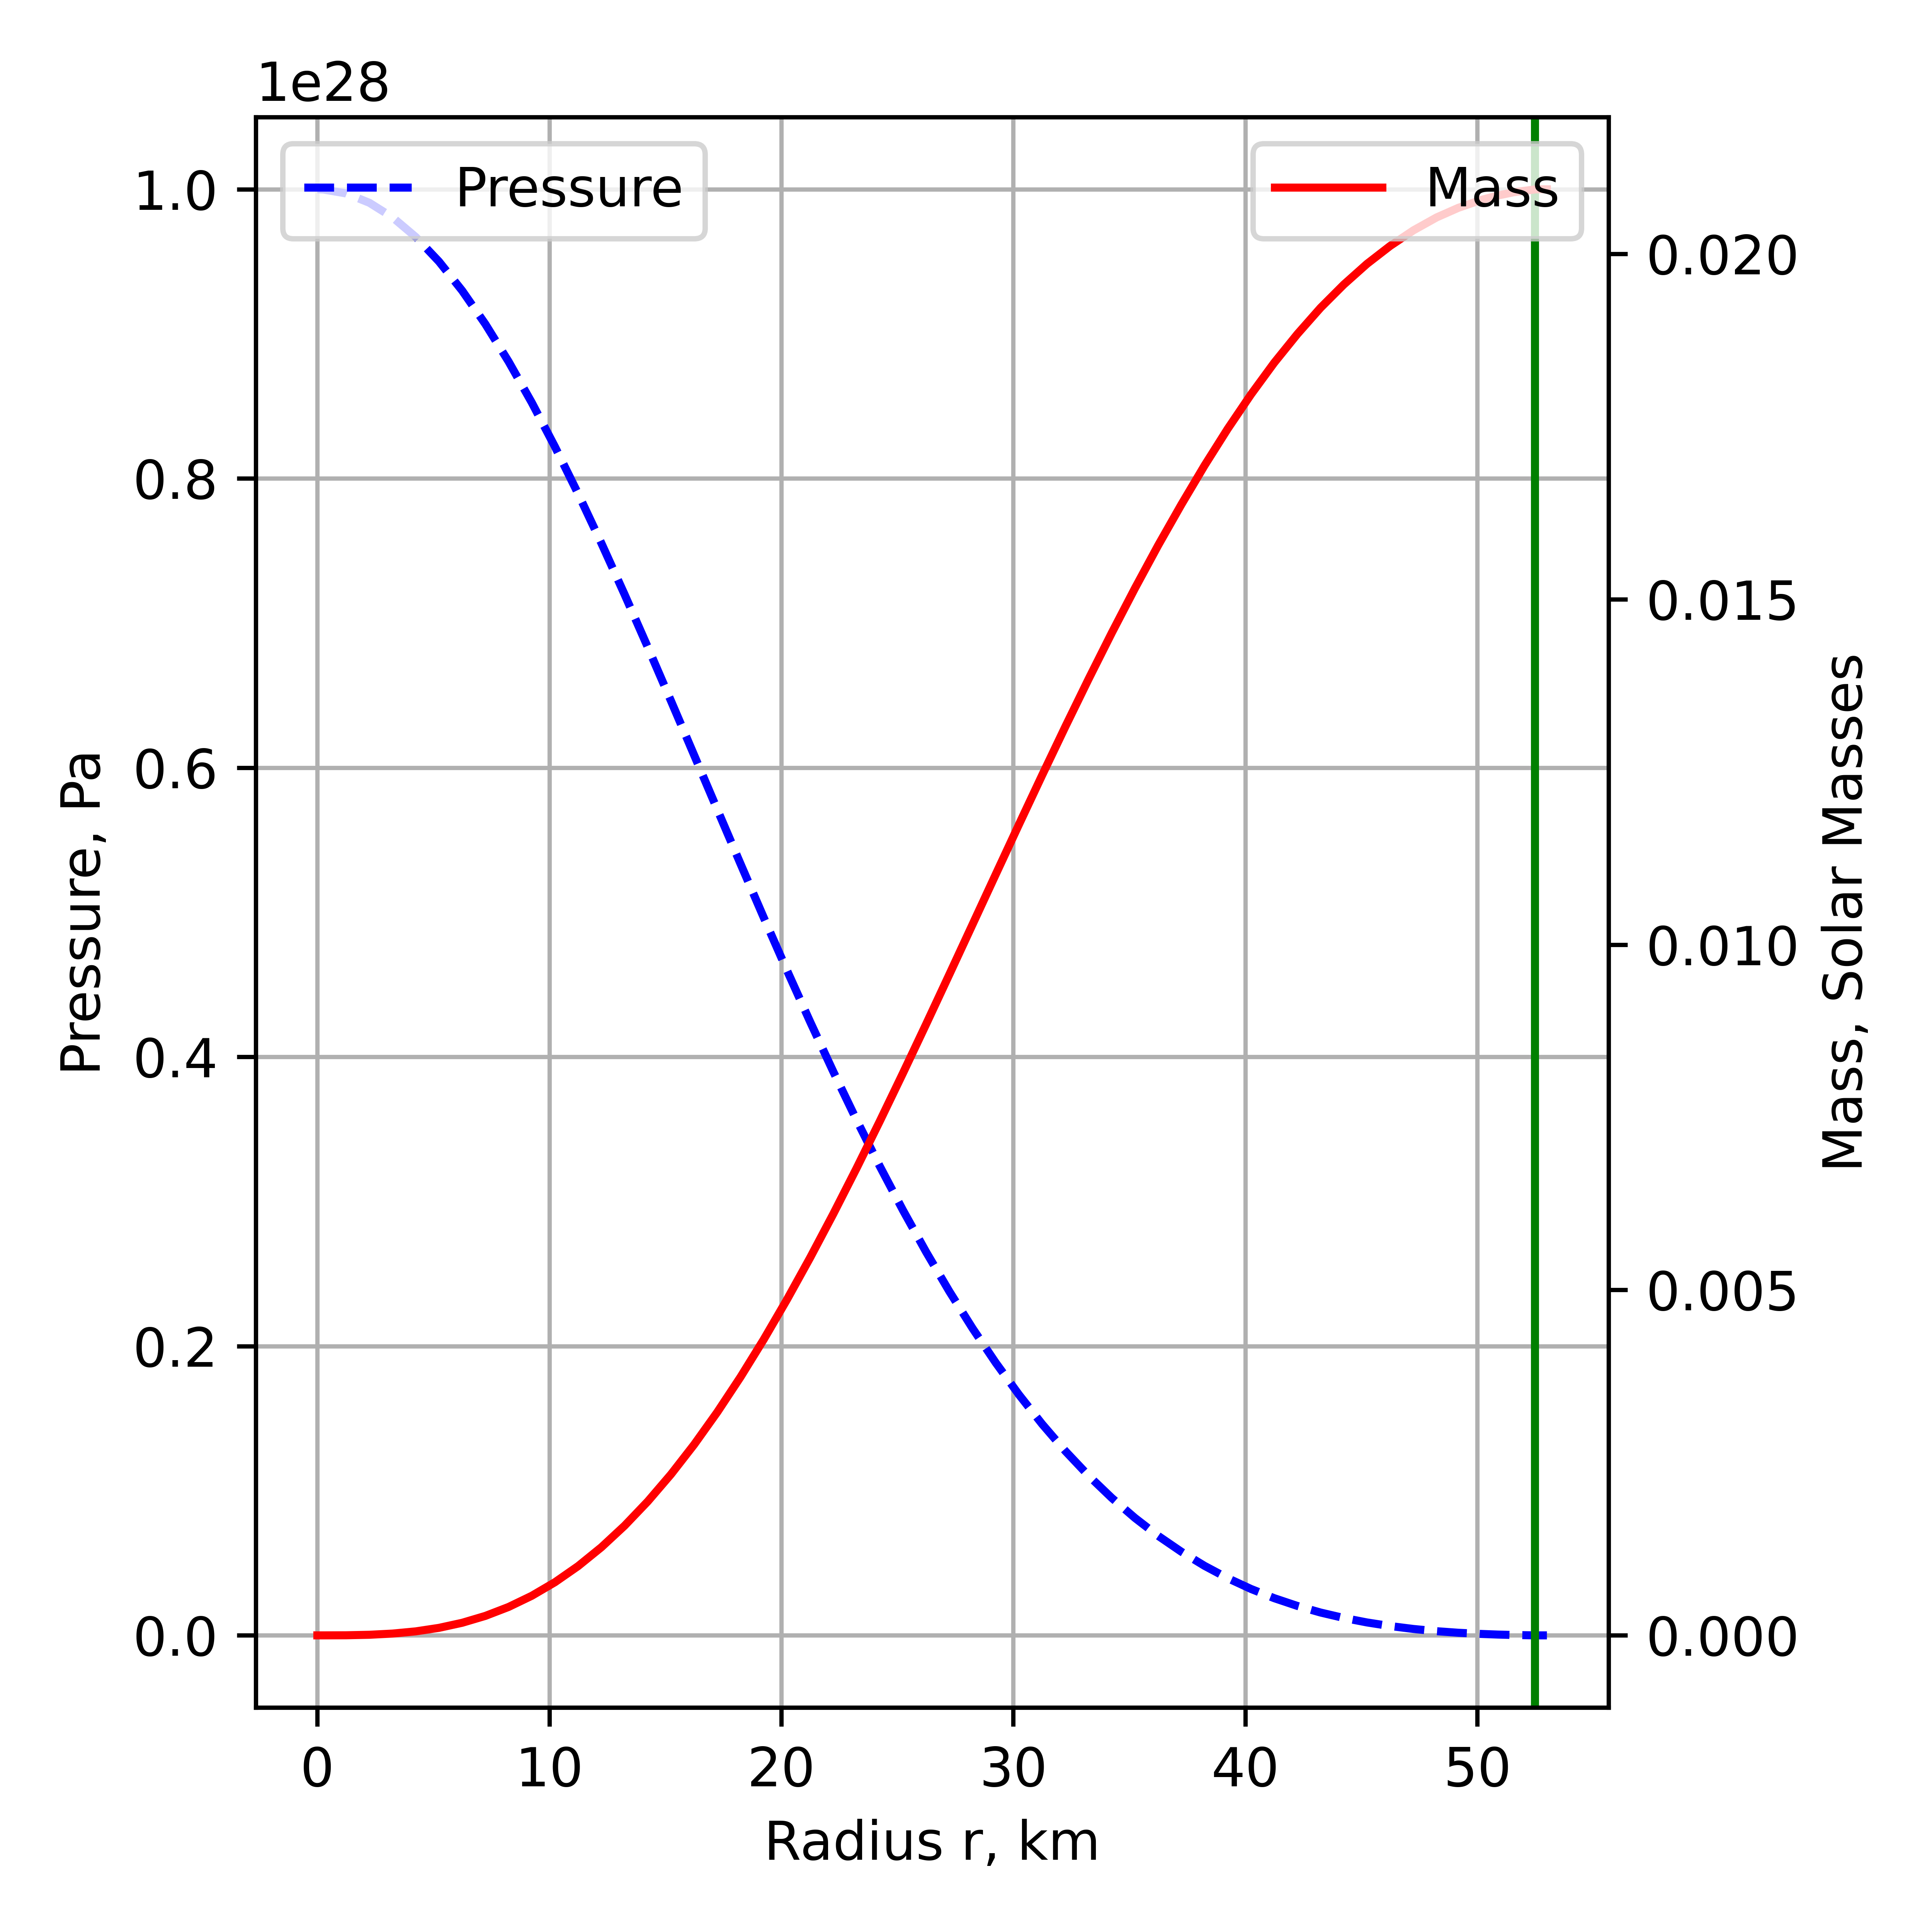 1e28
Pressure
Mass
1.0
0.8
0.6
0.4
0.2
0.0
Pressure, Pa
0.020
0.015
0.010
0.005
0.000
Mass, Solar Masses
0 10 20 30 40 50
Radius r, km